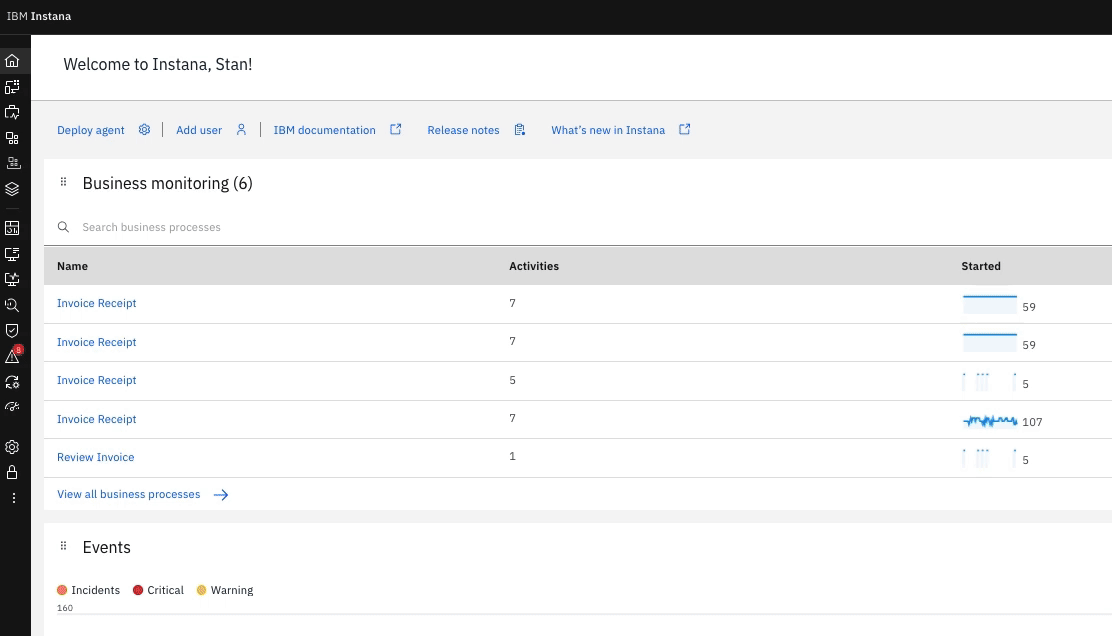 IBM Instana
Welcome to Instana, Stan!
Deploy agent Add user IBM documentation Release notes What's new in Instana
Business monitoring (6)
Search business processes
Name Activities Started
Invoice Receipt 7 59
Invoice Receipt 7 59
Invoice Receipt 5 5
Invoice Receipt 7 107
Review Invoice 1 5
View all business processes
Events
Incidents Critical Warning
160
8